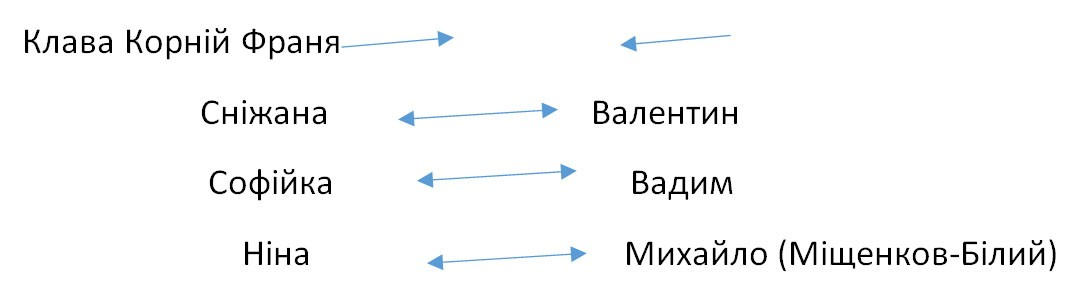 Клава Корній Франя
Сніжана Валентин
Софійка Вадим
Ніна Михайло (Міщенков-Білий)